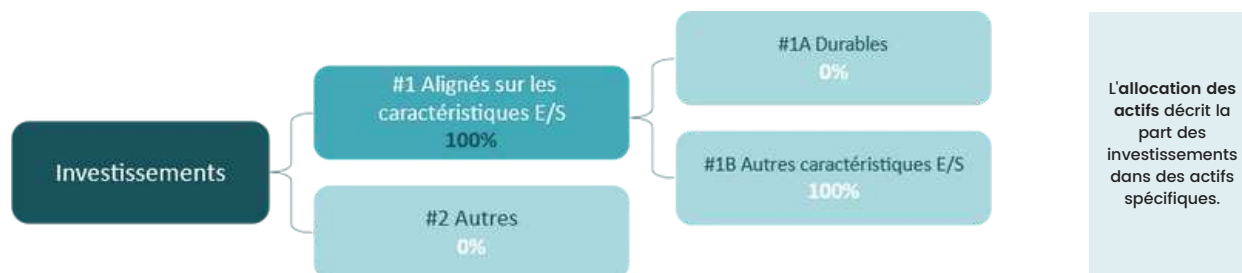 Investissements
#1 Alignés sur les
caractéristiques E/S
100%
#2 Autres
0%
#1A Durables
0%
#1B Autres caractéristiques E/S
100%
L'allocation des
actifs décrit la
part des
investissements
dans des actifs
spécifiques.